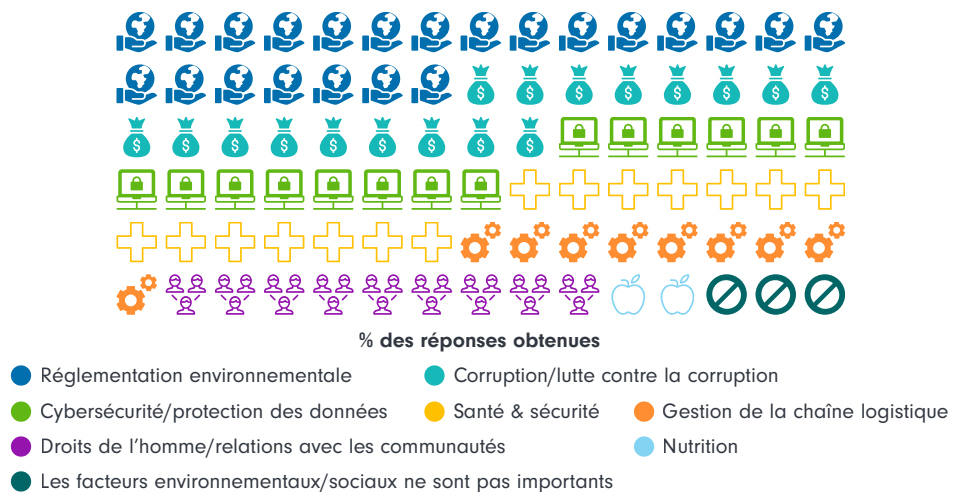 % des réponses obtenues
Réglementation environnementale
Corruption/lutte contre la corruption
Cybersécurité/protection des données
Santé & sécurité
Gestion de la chaîne logistique
Droits de l'homme/relations avec les communautés
Nutrition
Les facteurs environnementaux/sociaux ne sont pas importants